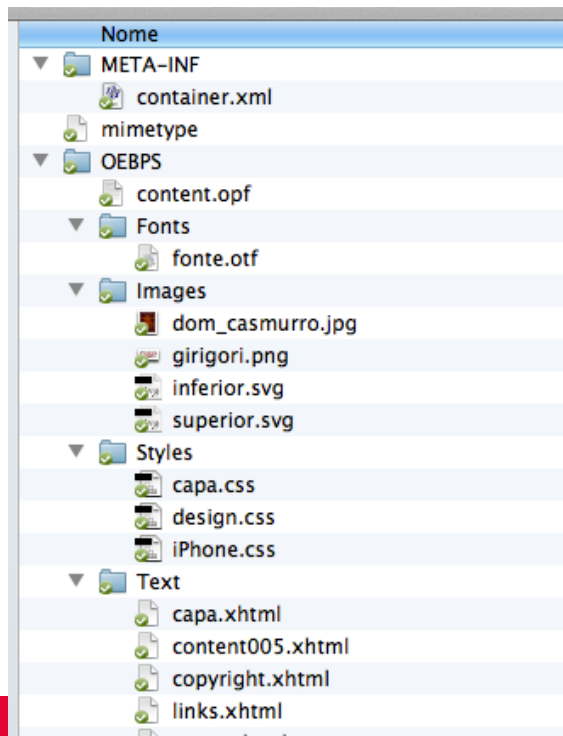 Nome
META-INF
container.xml
mimetype
OEBPS
content.opf
Fonts
fonte.otf
Images
dom_casmurro.jpg
girigori.png
inferior.svg
superior.svg
Styles
capa.css
design.css
iPhone.css
Text
capa.xhtml
content005.xhtml
copyright.xhtml
links.xhtml